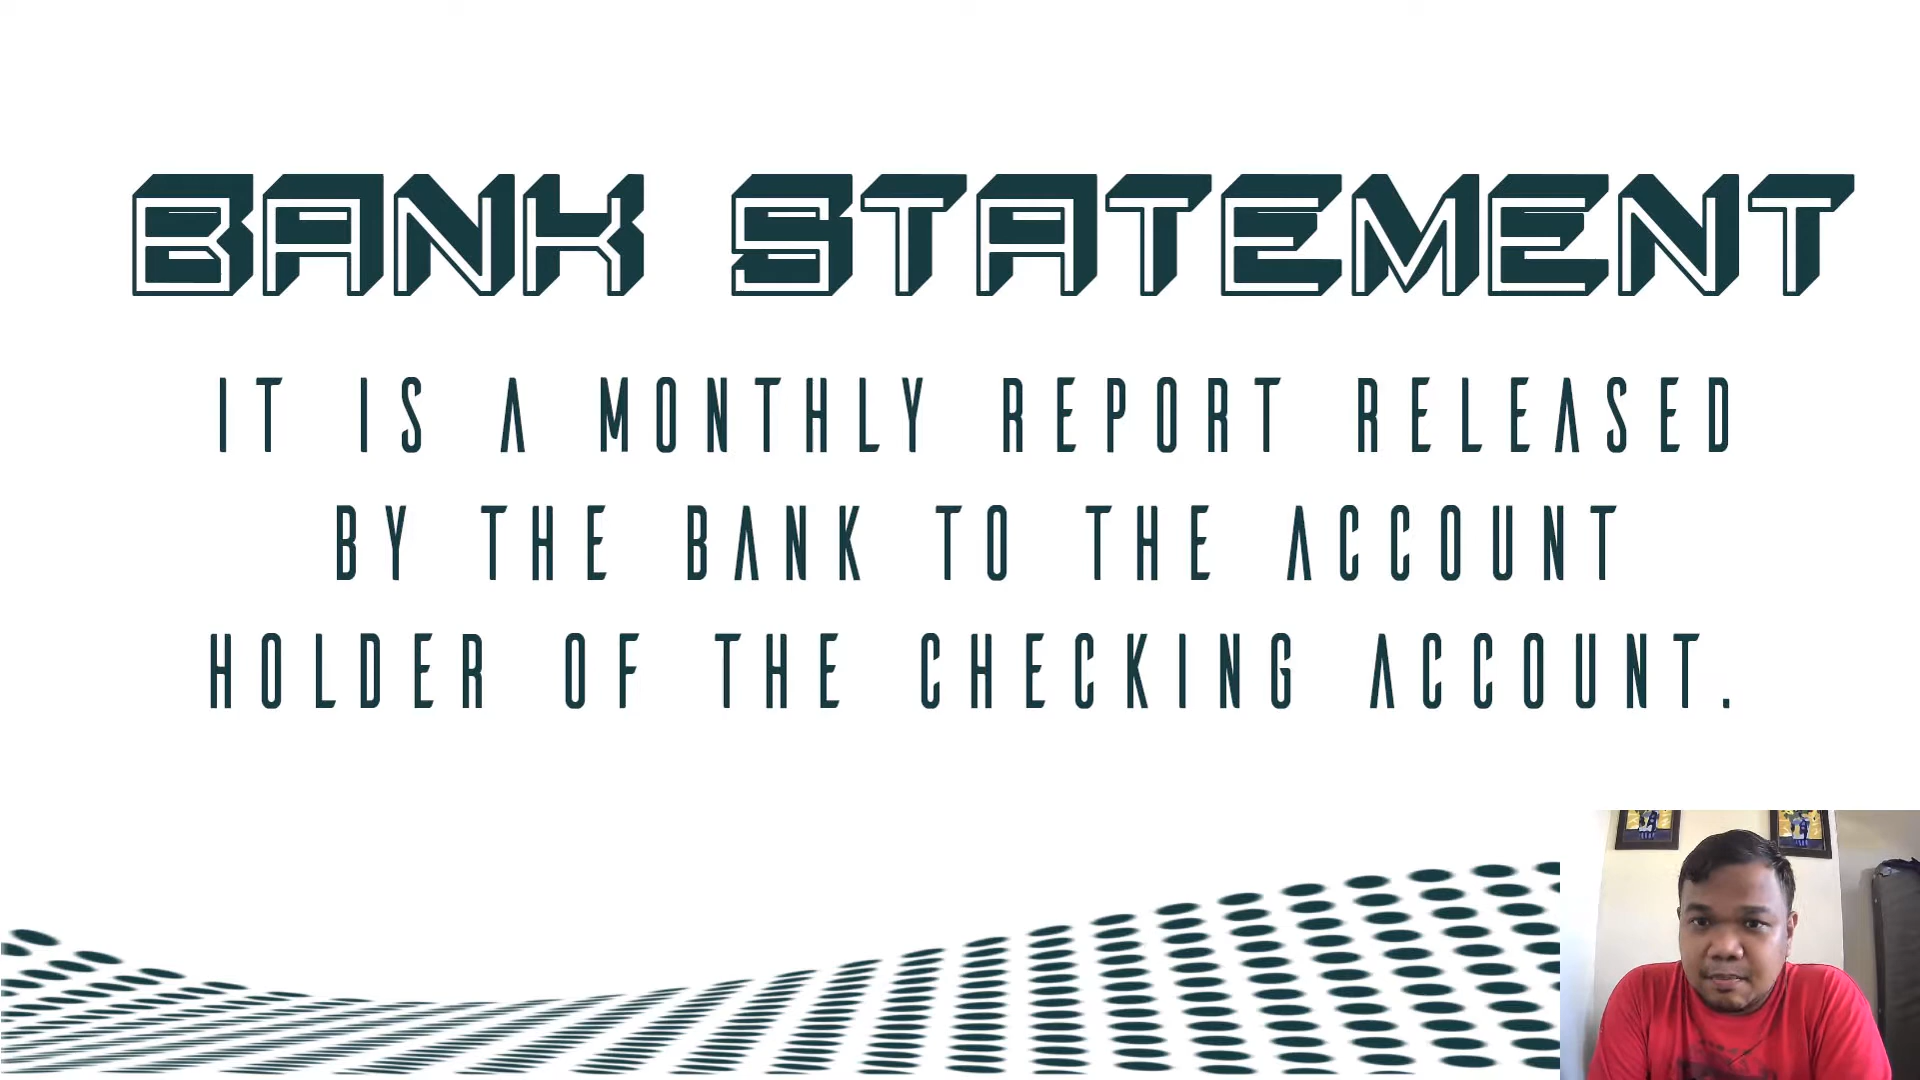 BANK STATEMENT
IT IS A MONTHLY REPORT RELEASED
BY THE BANK TO THE ACCOUNT
HOLDER OF THE CHECKING ACCOUNT.